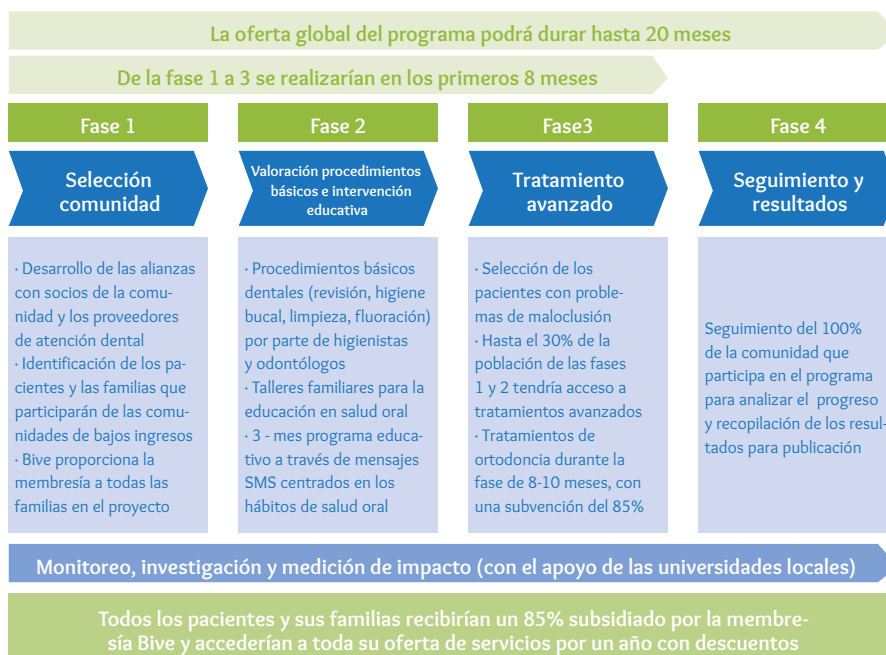 La oferta global del programa podrá durar hasta 20 meses
De la fase 1 a 3 se realizarían en los primeros 8 meses
Fase 1
Selección
comunidad
· Desarrollo de las alianzas
con socios de la comu-
nidad y los proveedores
de atención dental
· Identificación de los pa-
cientes y las familias que
participarán de las comu-
nidades de bajos ingresos
· Bive proporciona la
membresía a todas las
familias en el proyecto
Fase 2
Valoración procedimientos
básicos e intervención
educativa
· Procedimientos básicos
dentales (revisión, higiene
bucal, limpieza, fluoración)
por parte de higienistas
y odontólogos
· Talleres familiares para la
educación en salud oral
· 3 - mes programa educa-
tivo a través de mensajes
SMS centrados en los
hábitos de salud oral
Fase3
Tratamiento
avanzado
· Selección de los
pacientes con proble-
mas de maloclusión
· Hasta el 30% de la
población de las fases
1 y 2 tendría acceso a
tratamientos avanzados
· Tratamientos de
ortodoncia durante la
fase de 8-10 meses, con
una subvención del 85%
Fase 4
Seguimiento y
resultados
Seguimiento del 100%
de la comunidad que
participa en el programa
para analizar el progreso
y recopilación de los resul-
tados para publicación
Monitoreo, investigación y medición de impacto (con el apoyo de las universidades locales)
Todos los pacientes y sus familias recibirían un 85% subsidiado por la membre-
sía Bive y accederían a toda su oferta de servicios por un año con descuentos